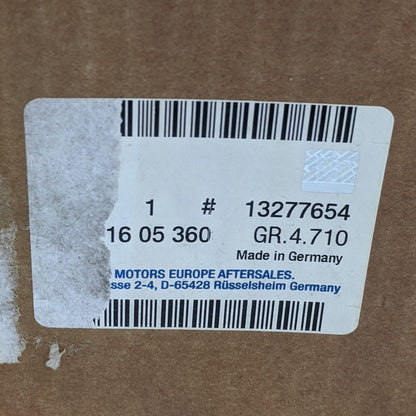 1 # 13277654
16 05 360 GR.4.710
Made in Germany
MOTORS EUROPE AFTERSALES.
sse 2-4, D-65428 Rüsselsheim Germany